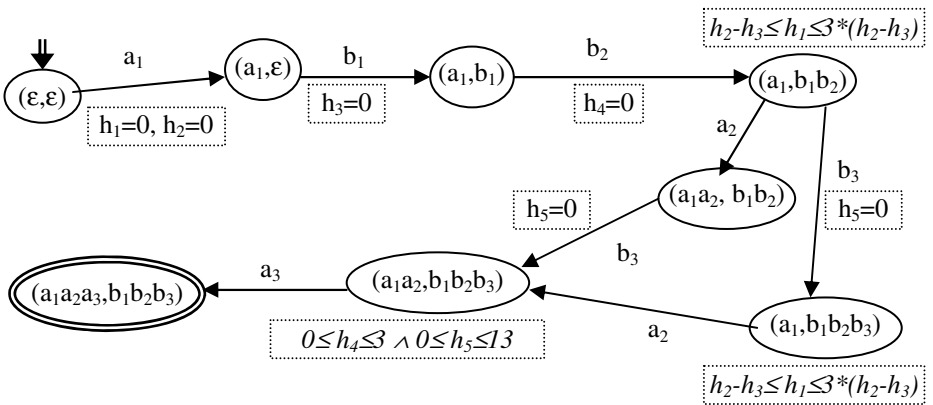 h₂-h₃≤h₁≤3*(h₂-h₃)
a₁
b₁
b₂
(ε,ε)
(a₁,ε)
(a₁,b₁)
(a₁,b₁b₂)
h₁=0, h₂=0
h₃=0
h₄=0
a₂
b₃
(a₁a₂, b₁b₂)
h₅=0
h₅=0
b₃
a₃
(a₁a₂a₃,b₁b₂b₃)
(a₁a₂,b₁b₂b₃)
(a₁,b₁b₂b₃)
a₂
0≤h₄≤3 ∧ 0≤h₅≤13
h₂-h₃≤h₁≤3*(h₂-h₃)